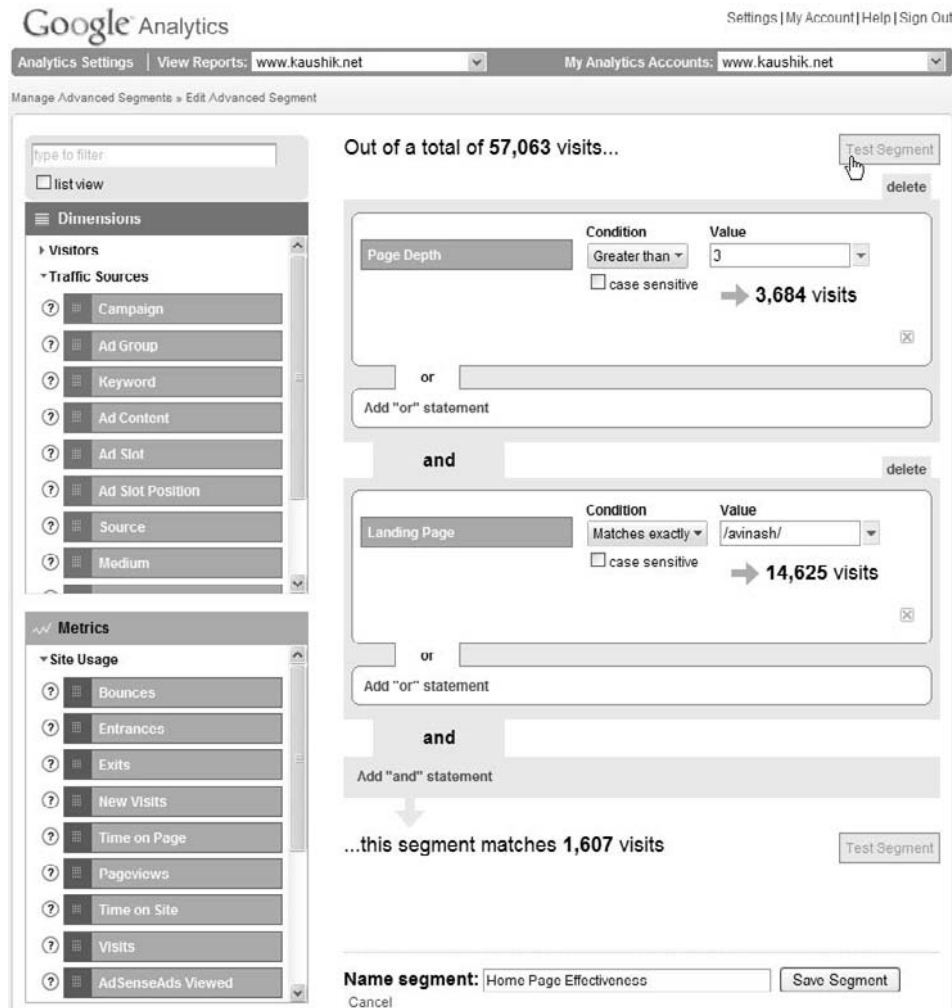 Google Analytics
Settings | My Account | Help | Sign Out
Analytics Settings | View Reports: www.kaushik.net My Analytics Accounts: www.kaushik.net
Manage Advanced Segments » Edit Advanced Segment
type to filter
list view
Dimensions
Visitors
Traffic Sources
? Campaign
? Ad Group
? Keyword
? Ad Content
? Ad Slot
? Ad Slot Position
? Source
? Medium
Metrics
Site Usage
? Bounces
? Entrances
? Exits
? New Visits
? Time on Page
? Pageviews
? Time on Site
? Visits
? AdSenseAds Viewed
Out of a total of 57,063 visits...
Test Segment
delete
Condition Value
Page Depth Greater than 3
case sensitive
3,684 visits
or
Add "or" statement
and
delete
Condition Value
Landing Page Matches exactly /avinash/
case sensitive
14,625 visits
or
Add "or" statement
and
Add "and" statement
...this segment matches 1,607 visits
Test Segment
Name segment: Home Page Effectiveness Save Segment
Cancel